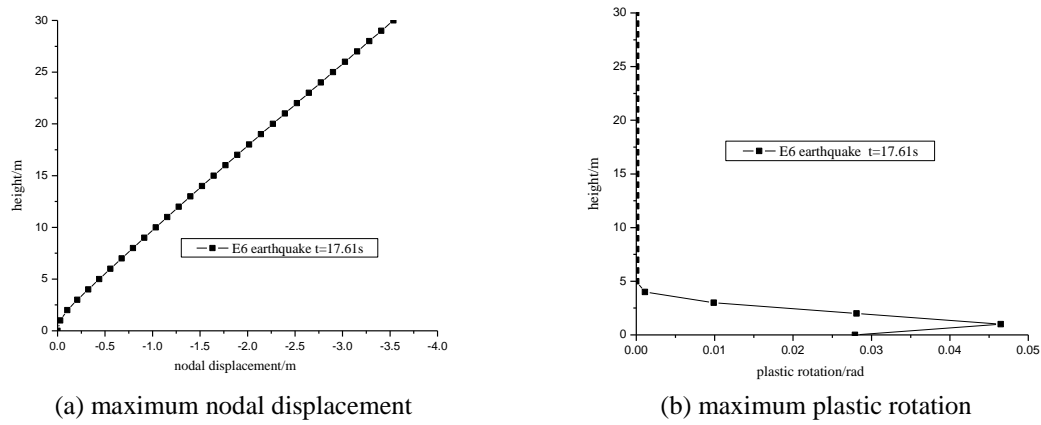 30
25
20
15
10
5
0
height/m
E6 earthquake t=17.61s
0.0 -0.5 -1.0 -1.5 -2.0 -2.5 -3.0 -3.5 -4.0
nodal displacement/m
(a) maximum nodal displacement
30
25
20
15
10
5
0
height/m
E6 earthquake t=17.61s
0.00 0.01 0.02 0.03 0.04 0.05
plastic rotation/rad
(b) maximum plastic rotation